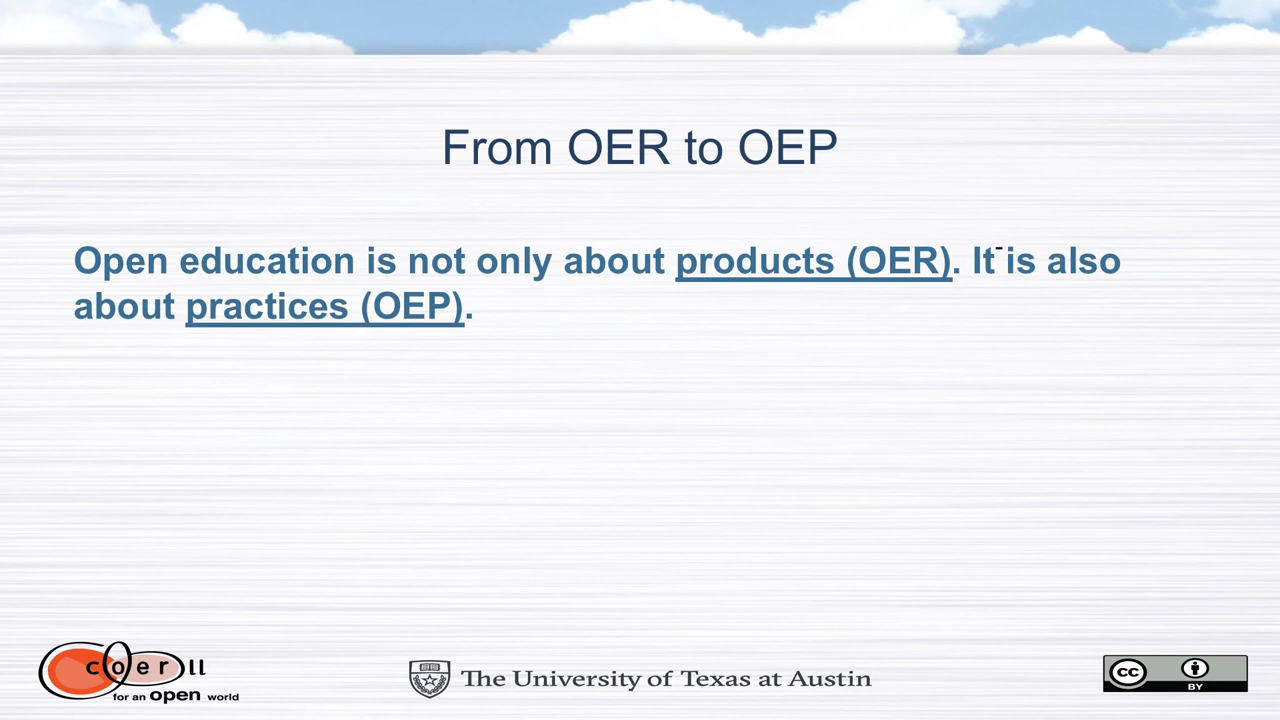 From OER to OEP
Open education is not only about products (OER). It is also
about practices (OEP).
coerll
for an open world
The University of Texas at Austin
cc
BY